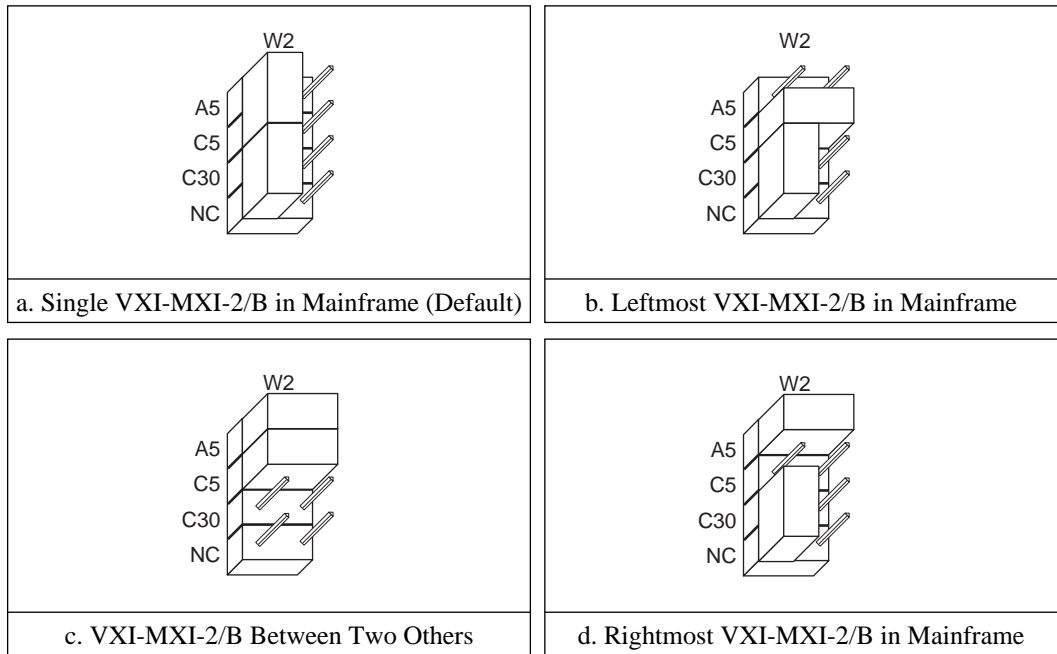 W2
A5
C5
C30
NC
a. Single VXI-MXI-2/B in Mainframe (Default)
W2
A5
C5
C30
NC
b. Leftmost VXI-MXI-2/B in Mainframe
W2
A5
C5
C30
NC
c. VXI-MXI-2/B Between Two Others
W2
A5
C5
C30
NC
d. Rightmost VXI-MXI-2/B in Mainframe